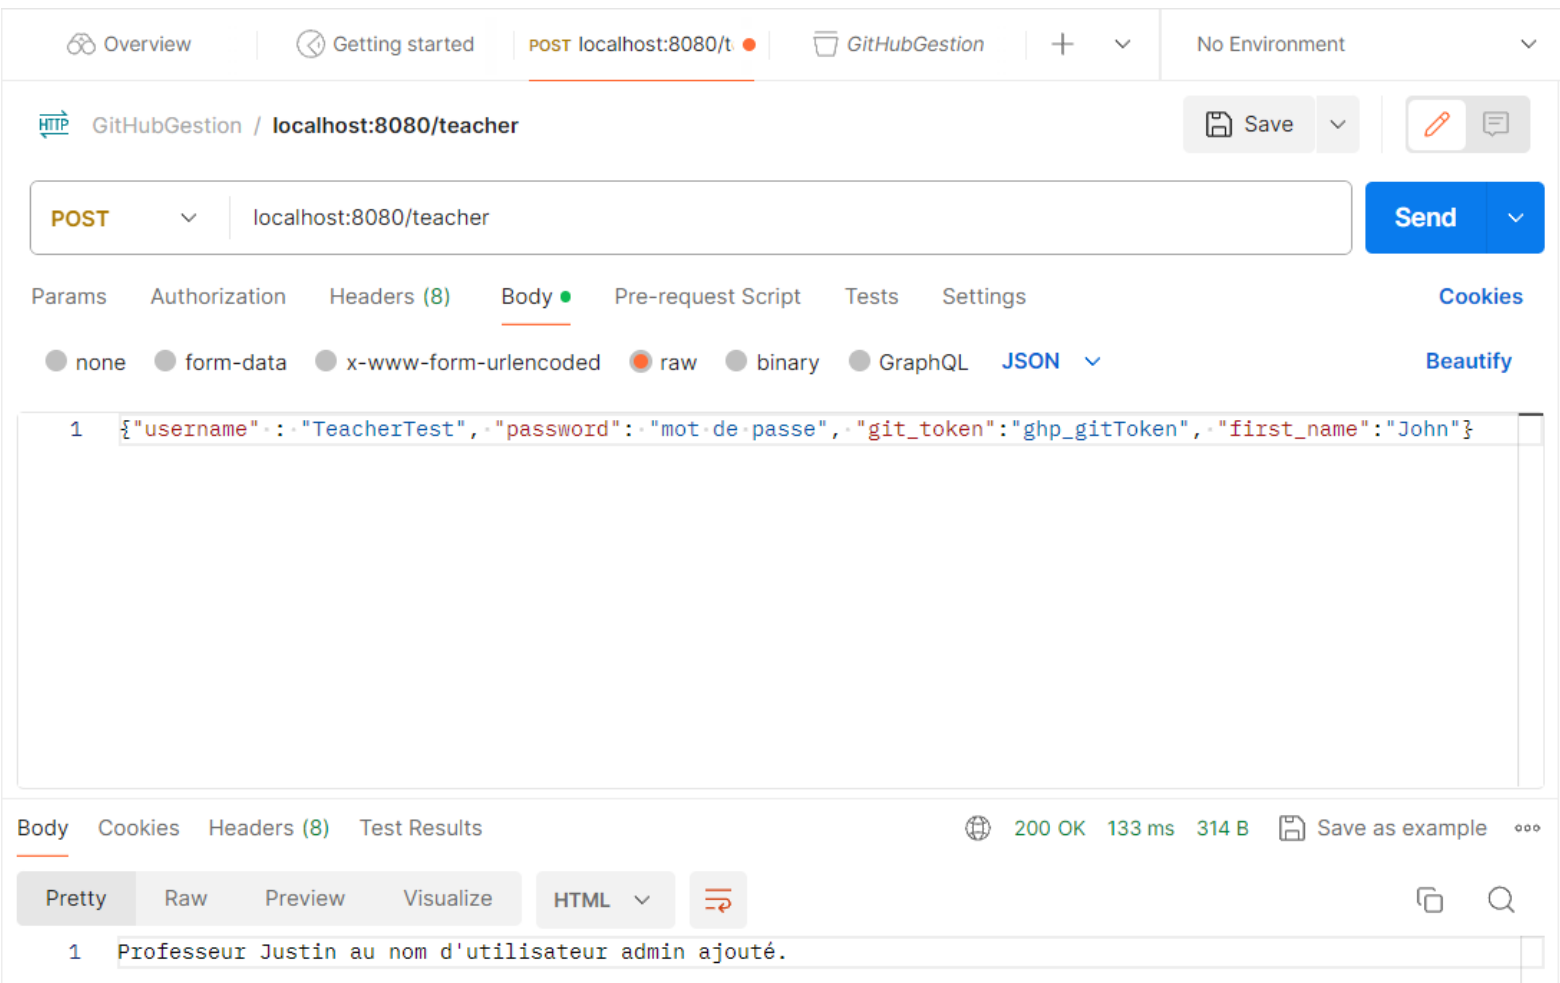 Overview Getting started POST localhost:8080/t GitHubGestion No Environment
HTTP GitHubGestion / localhost:8080/teacher Save
POST localhost:8080/teacher Send
Params Authorization Headers (8) Body Pre-request Script Tests Settings Cookies
none form-data x-www-form-urlencoded raw binary GraphQL JSON Beautify
1 {"username" : "TeacherTest", "password": "mot de passe", "git_token":"ghp_gitToken", "first_name":"John"}
Body Cookies Headers (8) Test Results 200 OK 133 ms 314 B Save as example
Pretty Raw Preview Visualize HTML
1 Professeur Justin au nom d'utilisateur admin ajouté.